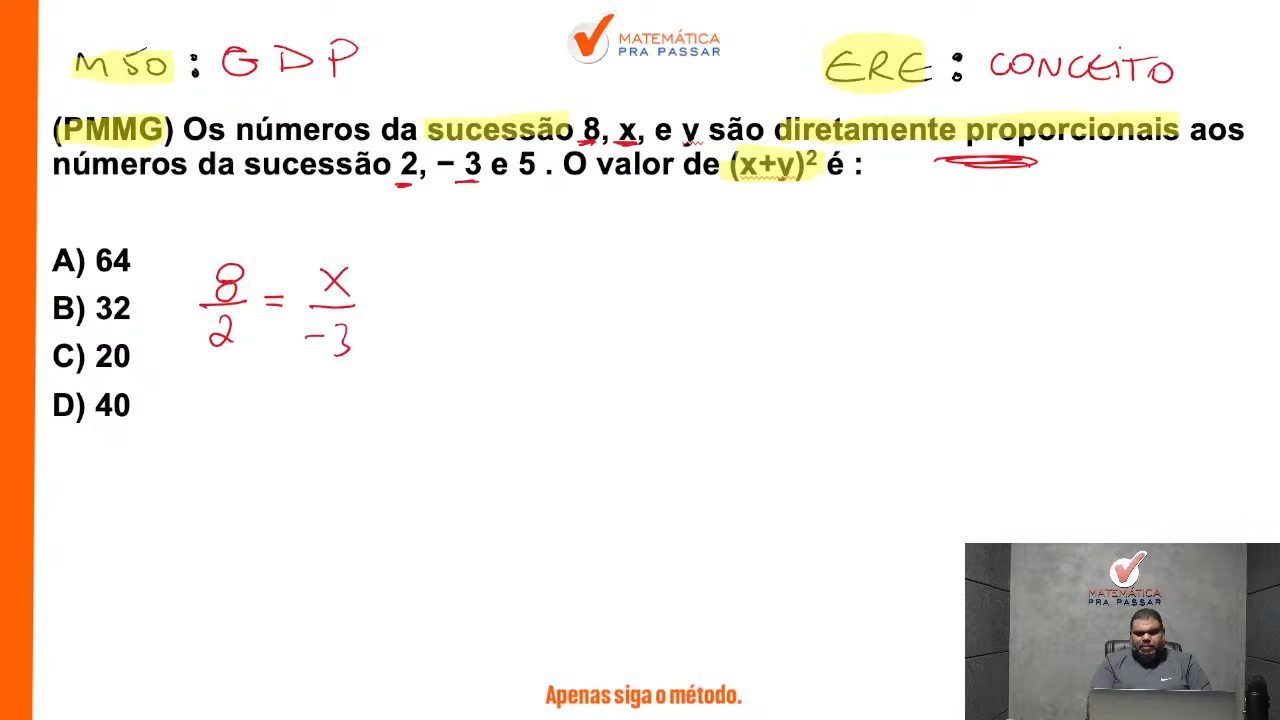 MATEMÁTICA
PRA PASSAR
M50 : GDP
ERE : CONCEITO
(PMMG) Os números da sucessão 8, x, e y são diretamente proporcionais aos
números da sucessão 2, − 3 e 5 . O valor de (x+y)² é :
A) 64
B) 32
C) 20
D) 40
8/2 = x/-3
MATEMÁTICA
PRA PASSAR
Apenas siga o método.